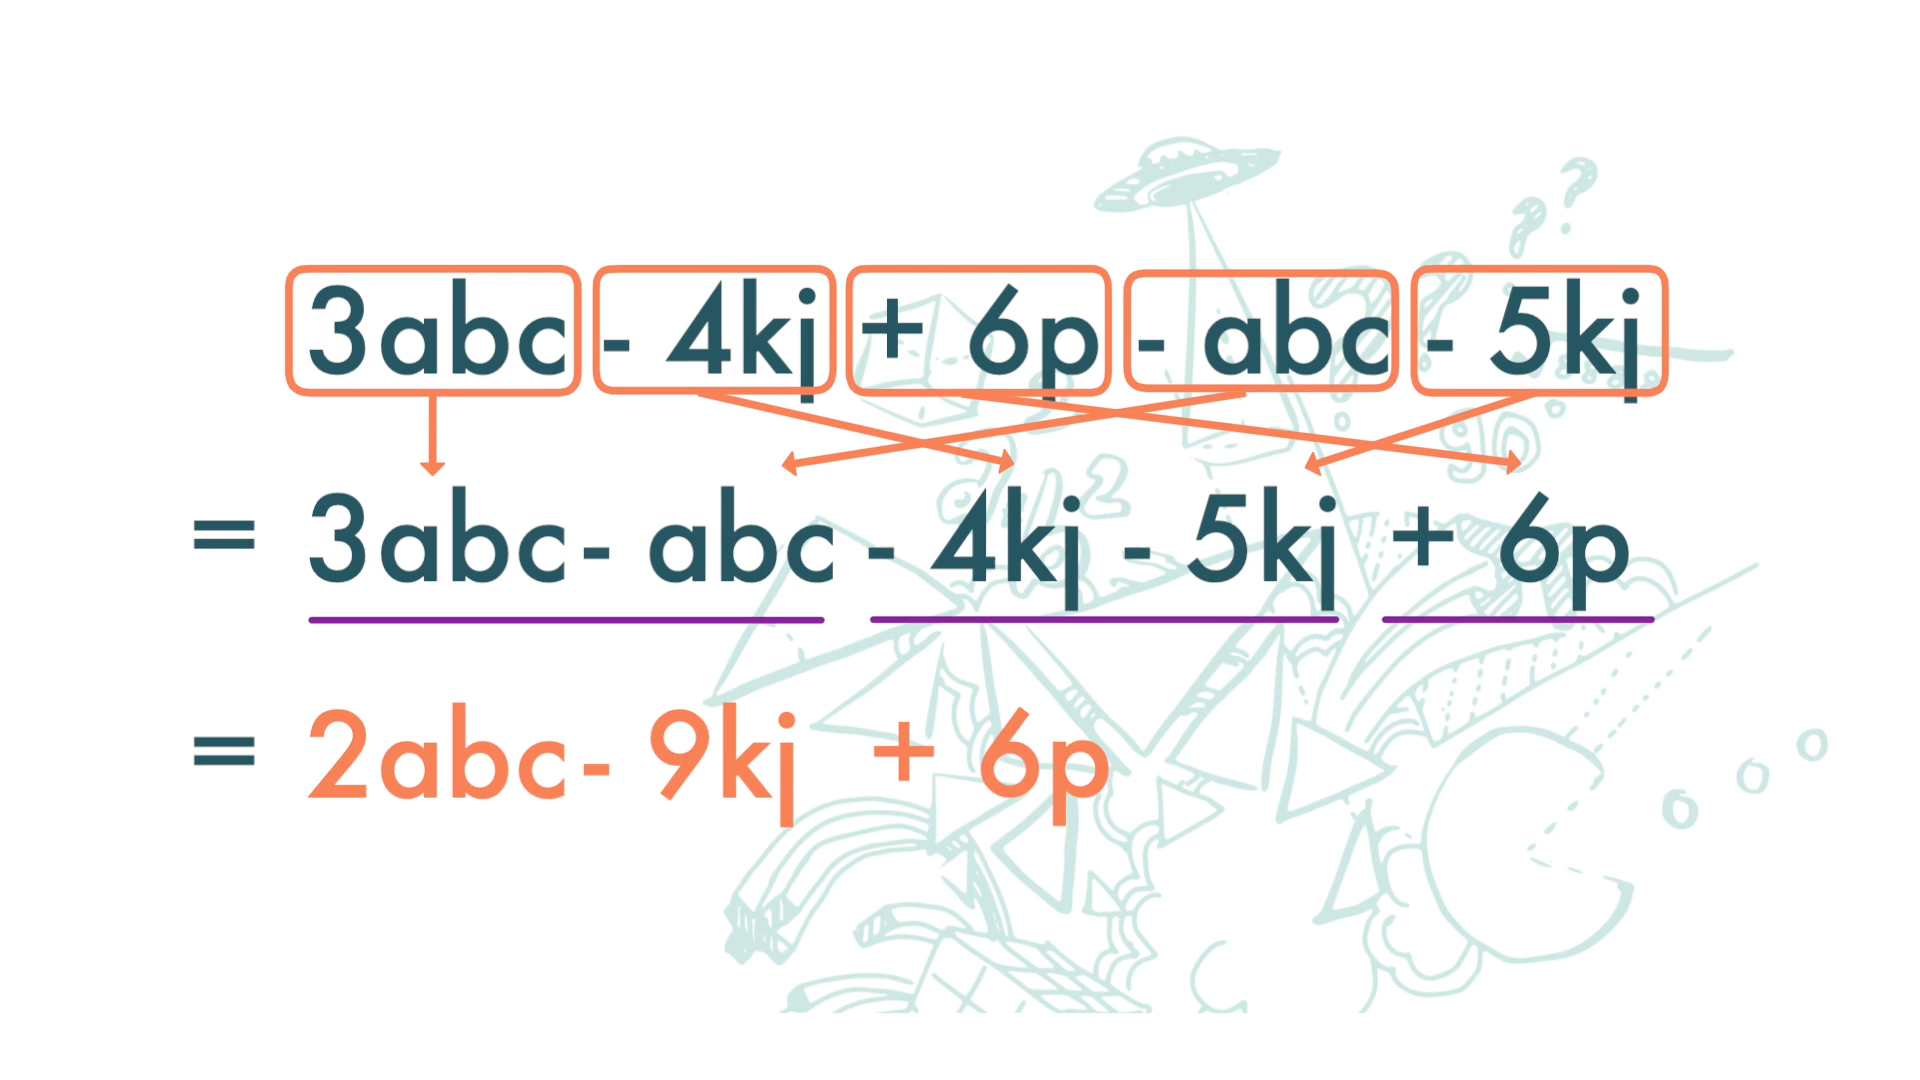 3abc - 4kj + 6p - abc - 5kj
= 3abc - abc - 4kj - 5kj + 6p
= 2abc - 9kj + 6p